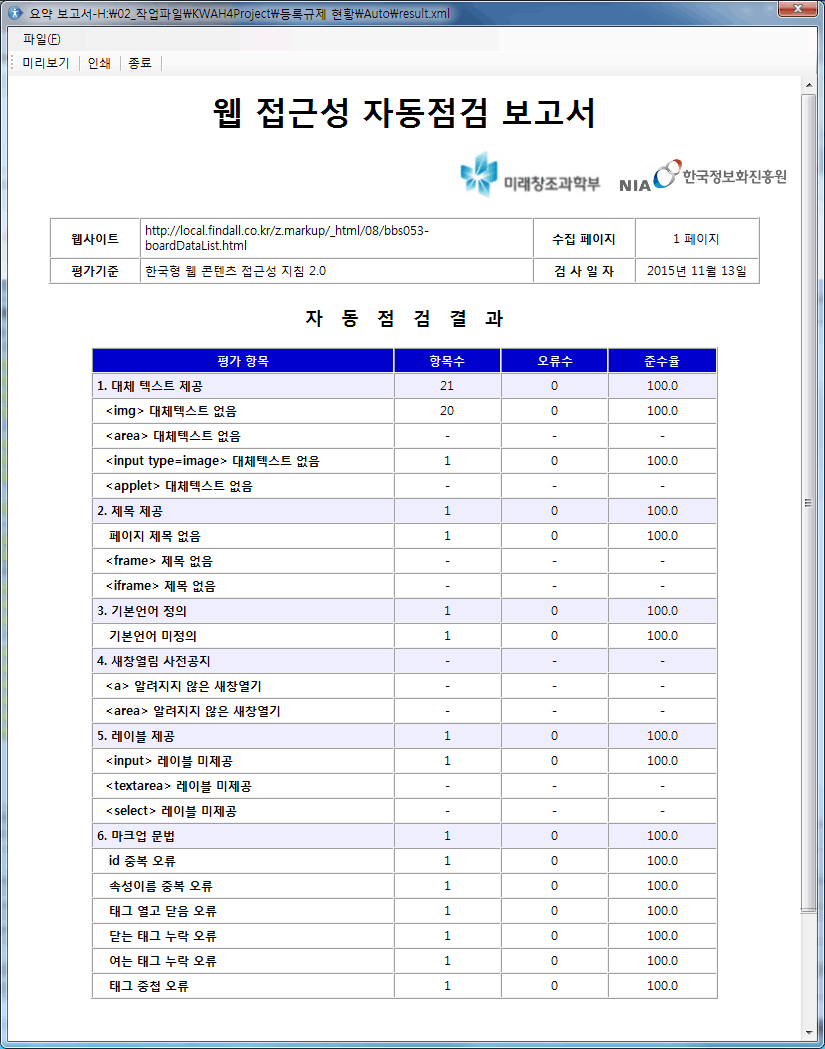 요약 보고서-H:\02_작업파일\KWAH4Project\등록규제 현황\Auto\result.xml
파일(F)
미리보기 인쇄 종료
웹 접근성 자동점검 보고서
미래창조과학부 NIA 한국정보화진흥원
웹사이트 http://local.findall.co.kr/z.markup/_html/08/bbs053-boardDataList.html 수집 페이지 1 페이지
평가기준 한국형 웹 콘텐츠 접근성 지침 2.0 검 사 일 자 2015년 11월 13일
자 동 점 검 결 과
평가 항목 항목수 오류수 준수율
1. 대체 텍스트 제공 21 0 100.0
<img> 대체텍스트 없음 20 0 100.0
<area> 대체텍스트 없음 - - -
<input type=image> 대체텍스트 없음 1 0 100.0
<applet> 대체텍스트 없음 - - -
2. 제목 제공 1 0 100.0
페이지 제목 없음 1 0 100.0
<frame> 제목 없음 - - -
<iframe> 제목 없음 - - -
3. 기본언어 정의 1 0 100.0
기본언어 미정의 1 0 100.0
4. 새창열림 사전공지 - - -
<a> 알려지지 않은 새창열기 - - -
<area> 알려지지 않은 새창열기 - - -
5. 레이블 제공 1 0 100.0
<input> 레이블 미제공 1 0 100.0
<textarea> 레이블 미제공 - - -
<select> 레이블 미제공 - - -
6. 마크업 문법 1 0 100.0
id 중복 오류 1 0 100.0
속성이름 중복 오류 1 0 100.0
태그 열고 닫음 오류 1 0 100.0
닫는 태그 누락 오류 1 0 100.0
여는 태그 누락 오류 1 0 100.0
태그 중첩 오류 1 0 100.0